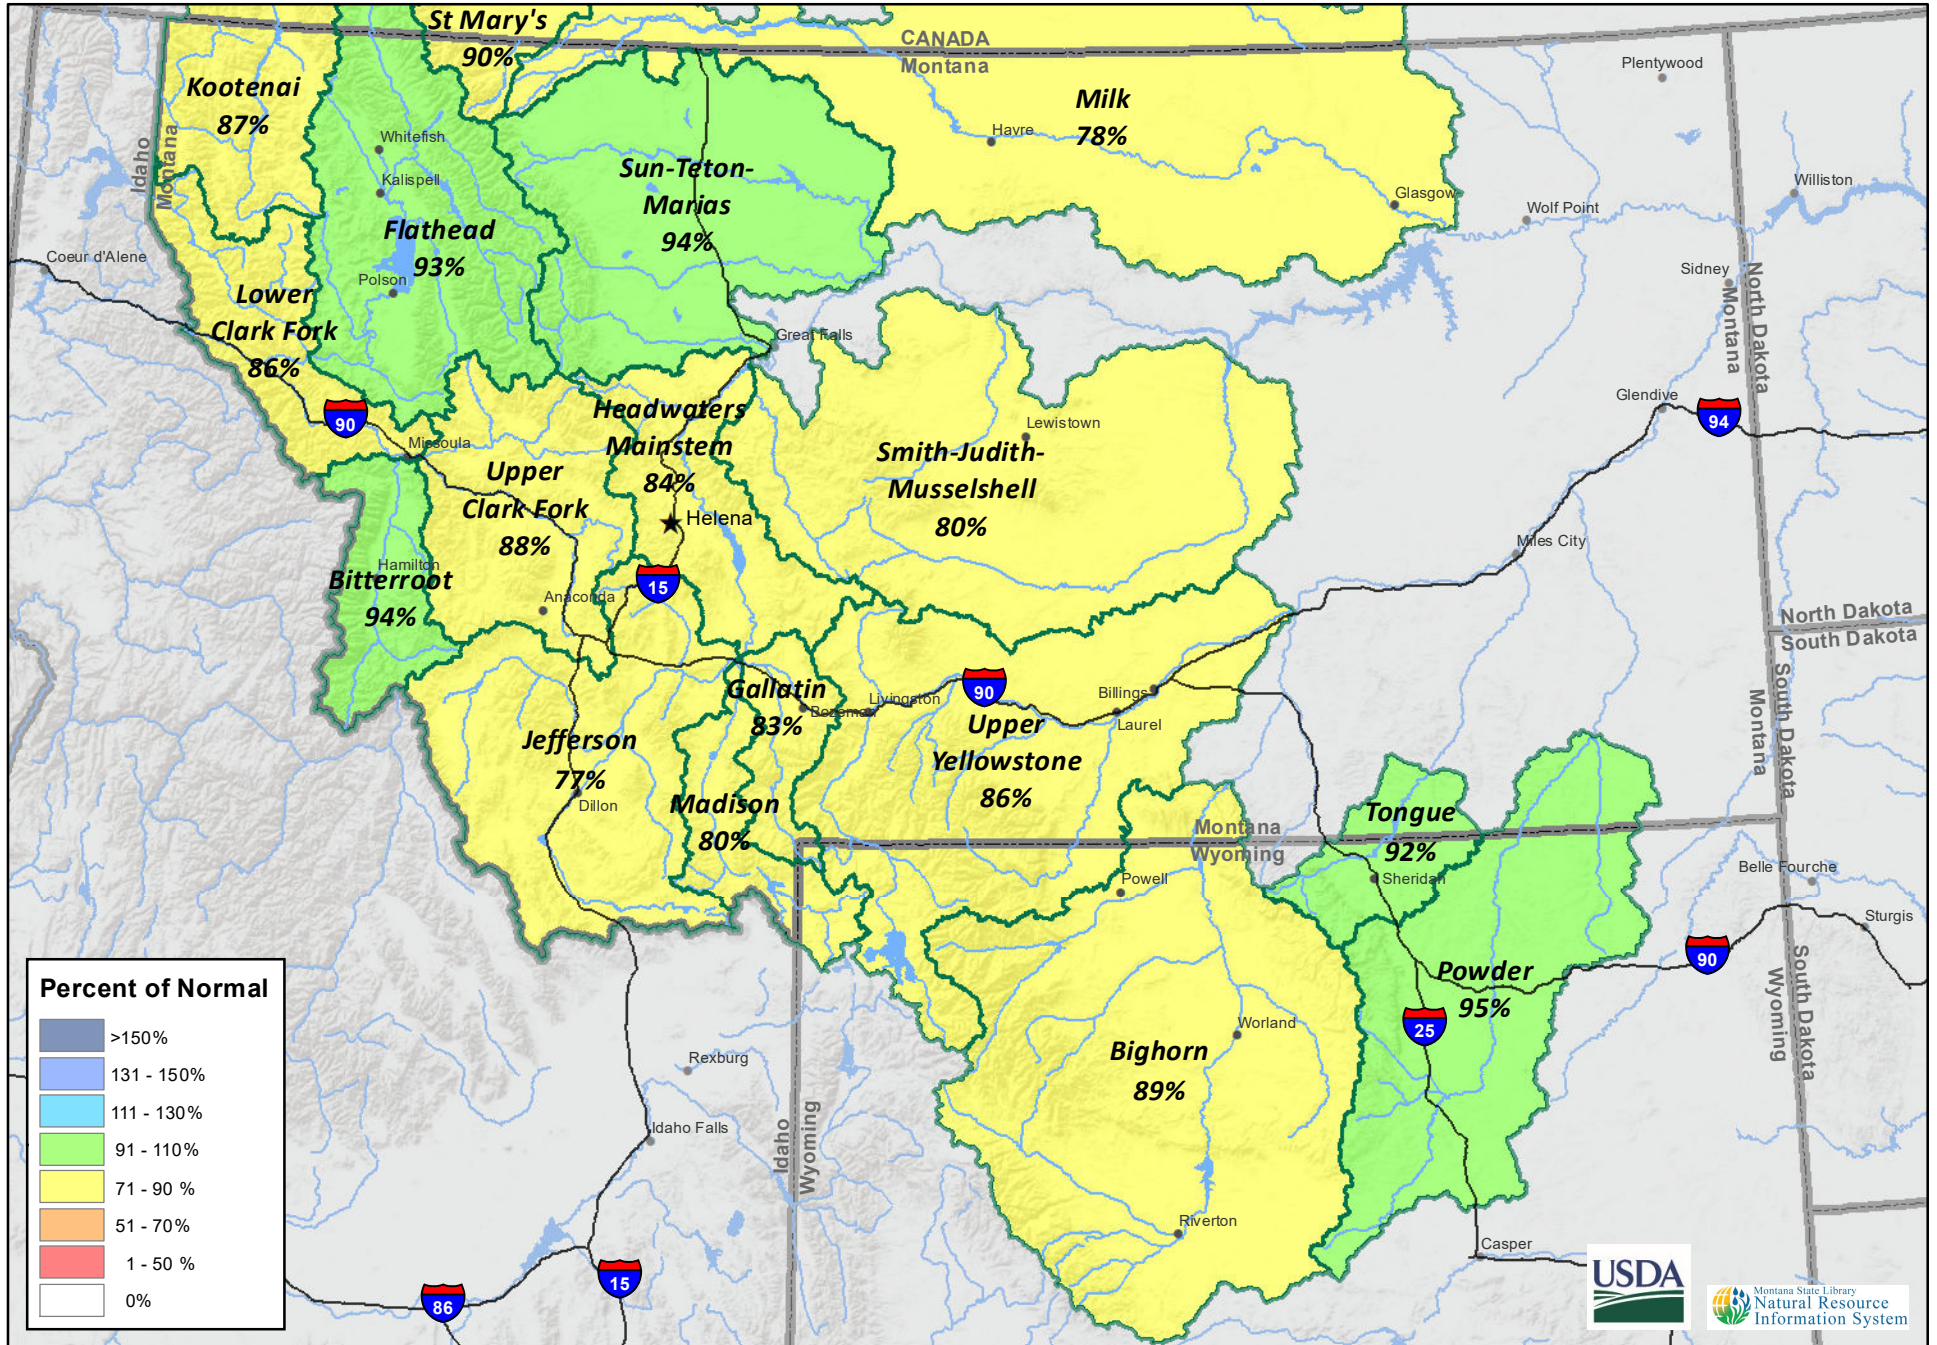 St Mary's
90%
CANADA
Montana
Plentywood
Kootenai
87%
Milk
78%
Havre
Whitefish
Idaho
Montana
Kalispell
Sun-Teton-
Marias
94%
Glasgow
Wolf Point
Williston
Flathead
93%
Coeur d'Alene
Polson
Sidney
North Dakota
Montana
Lower
Clark Fork
86%
Great Falls
Glendive
94
90
Headwaters
Mainstem
84%
Lewistown
Missoula
Smith-Judith-
Musselshell
80%
Upper
Clark Fork
88%
Helena
Miles City
Hamilton
Bitterroot
94%
15
Anaconda
North Dakota
South Dakota
South Dakota
Montana
Gallatin
83%
Bozeman
Livingston
90
Billings
Laurel
Upper
Yellowstone
86%
Jefferson
77%
Dillon
Madison
80%
Tongue
92%
Sheridan
Montana
Wyoming
Powell
Belle Fourche
Sturgis
90
South Dakota
Wyoming
Powder
95%
25
Worland
Bighorn
89%
Rexburg
Idaho Falls
Idaho
Wyoming
Riverton
Casper
15
86
Percent of Normal
>150%
131 - 150%
111 - 130%
91 - 110%
71 - 90 %
51 - 70%
1 - 50 %
0%
USDA
Montana State Library
Natural Resource
Information System